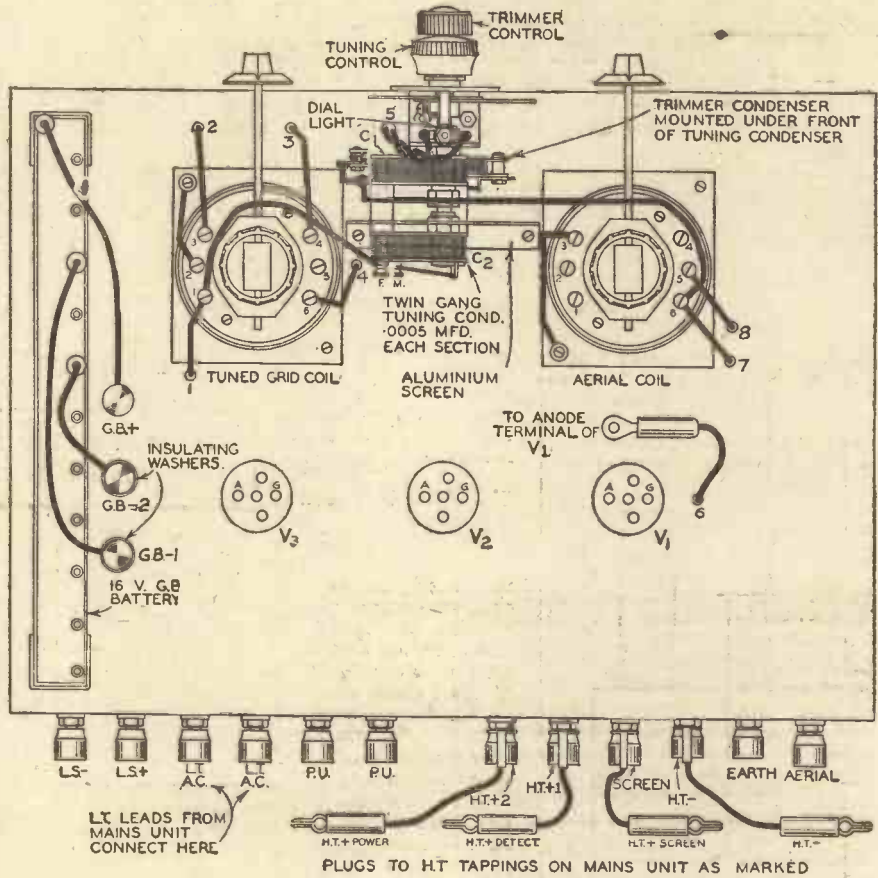 TRIMMER
CONTROL
TUNING
CONTROL
DIAL
LIGHT
5
C1
TRIMMER CONDENSER
MOUNTED UNDER FRONT
OF TUNING CONDENSER
2
3
3
4
2
5
1
6
4
C2
F. M.
3
4
2
5
1
6
8
7
1
TUNED GRID COIL
TWIN GANG
TUNING COND.
.0005 MFD.
EACH SECTION
ALUMINIUM
SCREEN
AERIAL COIL
G.B.+
INSULATING
WASHERS.
G.B-2
G.B-1
16 V. G.B
BATTERY
TO ANODE
TERMINAL OF
V1
6
A G
V3
A G
V2
A G
V1
L.S-
L.S+
L.T.
A.C.
A.C.
P.U.
P.U.
H.T.+2
H.T.+1
SCREEN
H.T.-
EARTH
AERIAL
L.T. LEADS FROM
MAINS UNIT
CONNECT HERE
H.T.+ POWER
H.T.+ DETECT
H.T.+ SCREEN
H.T.-
PLUGS TO H.T TAPPINGS ON MAINS UNIT AS MARKED